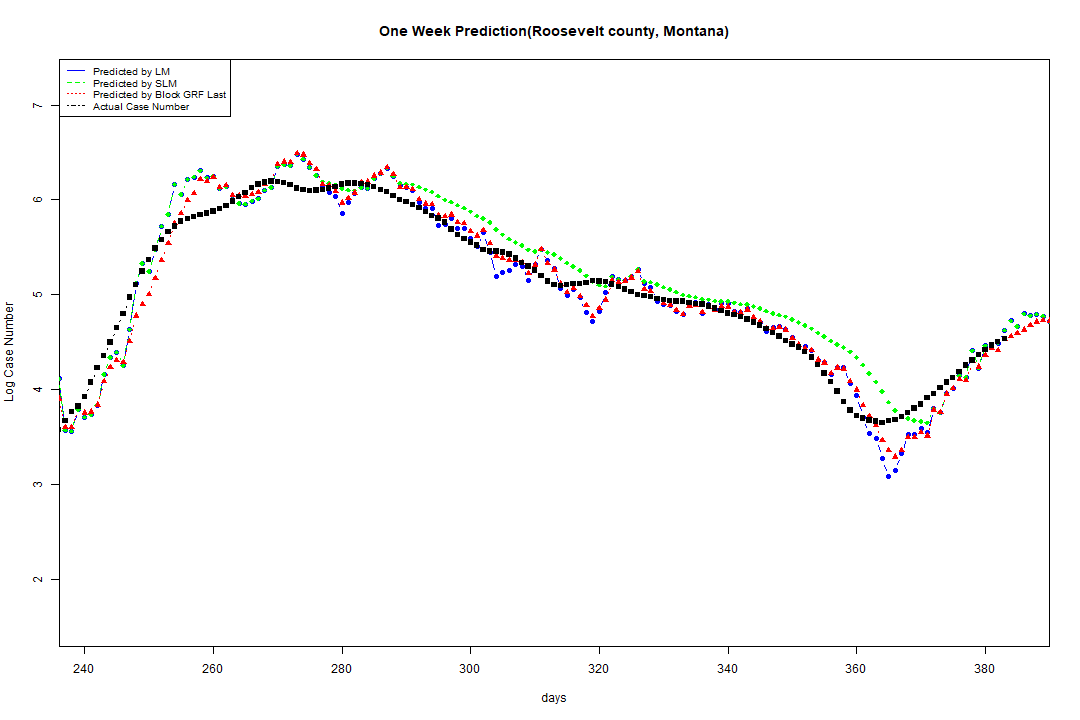 One Week Prediction(Roosevelt county, Montana)
Predicted by LM
Predicted by SLM
Predicted by Block GRF Last
Actual Case Number
7
6
5
4
3
2
Log Case Number
240 260 280 300 320 340 360 380
days